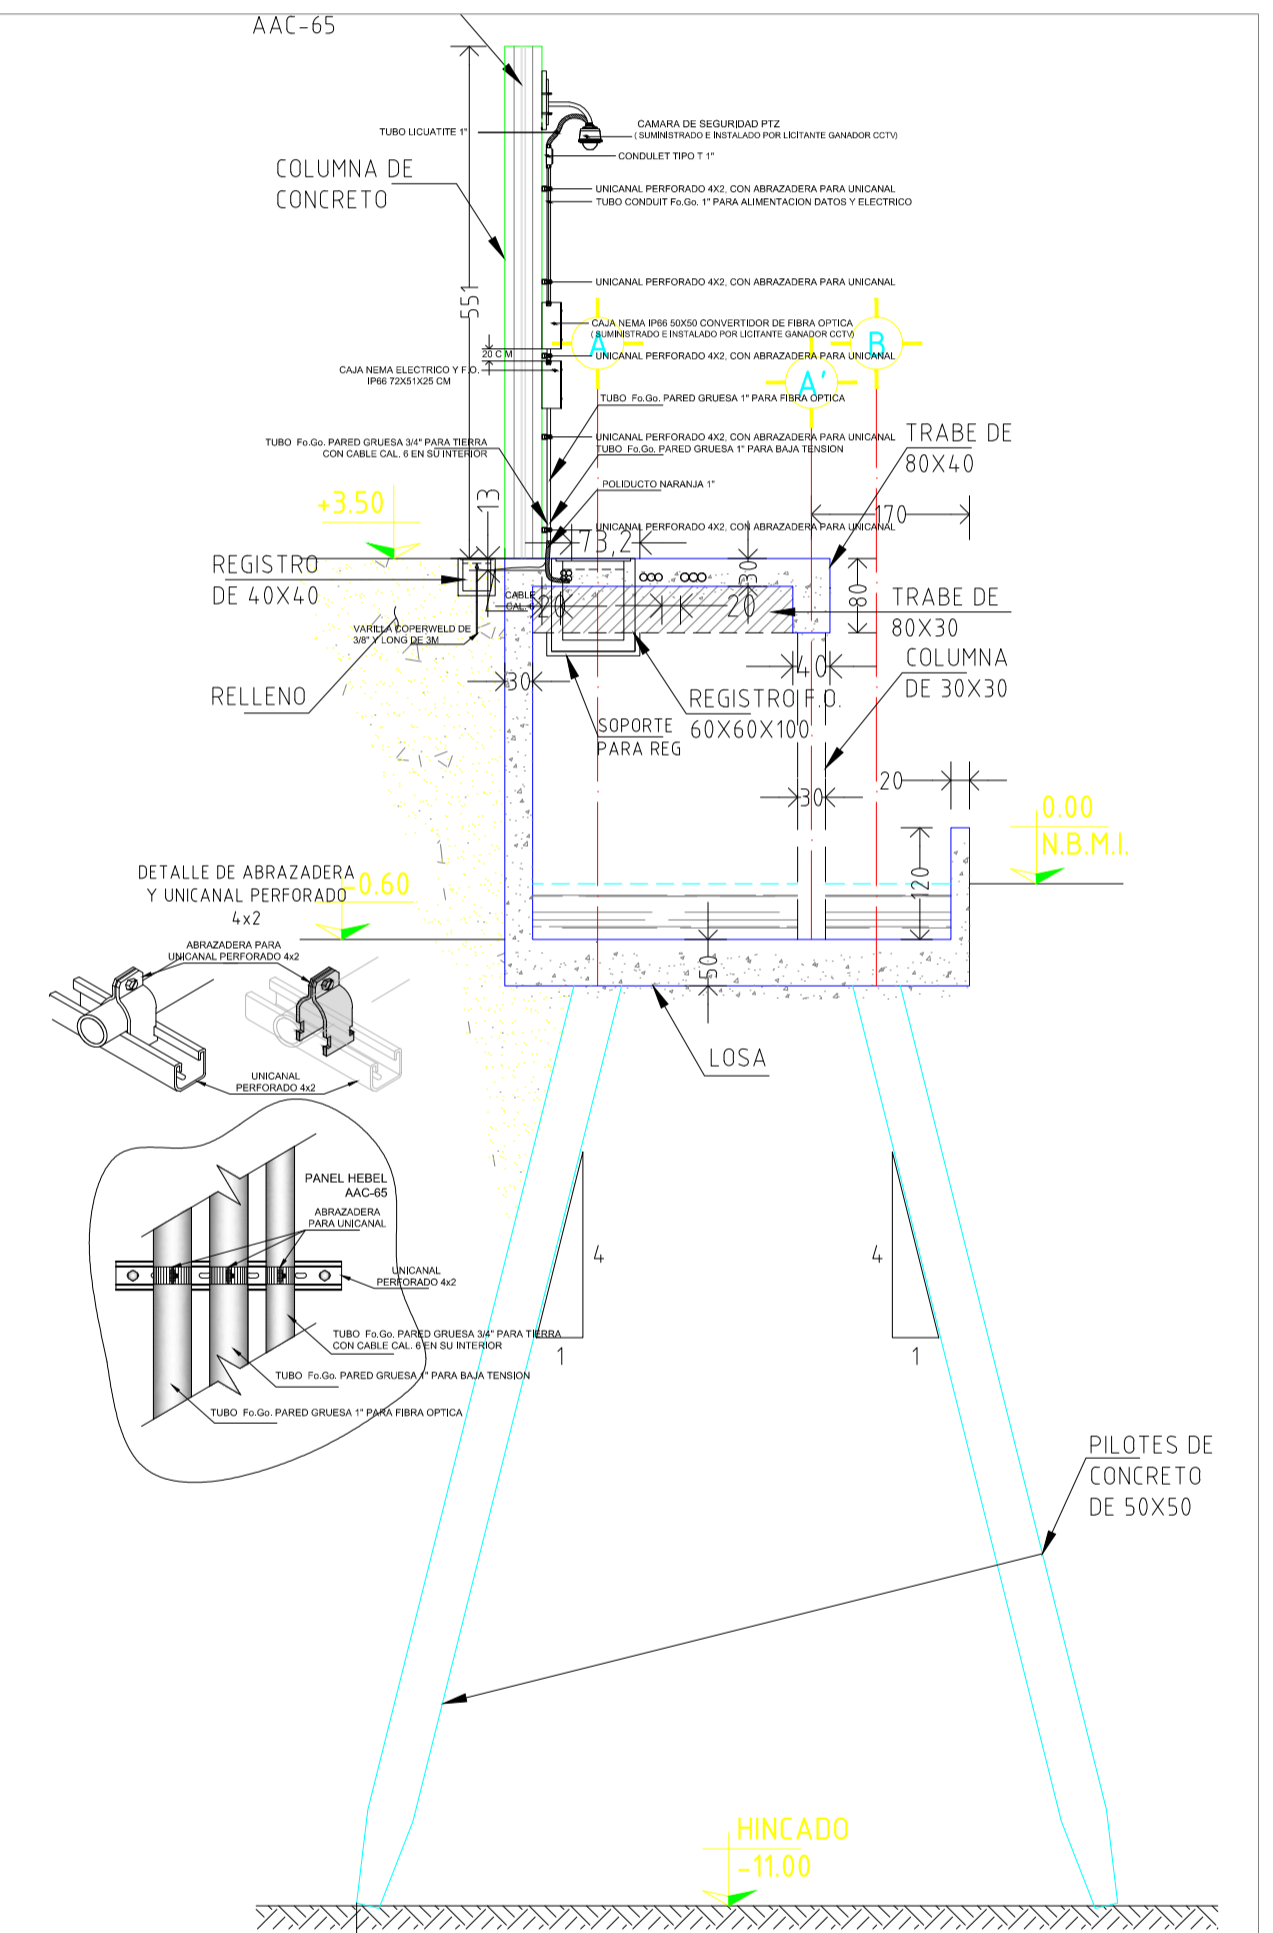 AAC-65
TUBO LICUATITE 1"
CAMARA DE SEGURIDAD PTZ
( SUMINISTRADO E INSTALADO POR LICITANTE GANADOR CCTV)
CONDULET TIPO T 1"
COLUMNA DE
CONCRETO
UNICANAL PERFORADO 4X2, CON ABRAZADERA PARA UNICANAL
TUBO CONDUIT Fo.Go. 1" PARA ALIMENTACION DATOS Y ELECTRICO
551
UNICANAL PERFORADO 4X2, CON ABRAZADERA PARA UNICANAL
CAJA NEMA IP66 50X50 CONVERTIDOR DE FIBRA OPTICA
( SUMINISTRADO E INSTALADO POR LICITANTE GANADOR CCTV)
A
B
20 C M
UNICANAL PERFORADO 4X2, CON ABRAZADERA PARA UNICANAL
CAJA NEMA ELECTRICO Y F.O.
IP66 72X51X25 CM
A'
TUBO Fo.Go. PARED GRUESA 1" PARA FIBRA OPTICA
TUBO Fo.Go. PARED GRUESA 3/4" PARA TIERRA
CON CABLE CAL. 6 EN SU INTERIOR
UNICANAL PERFORADO 4X2, CON ABRAZADERA PARA UNICANAL
TUBO Fo.Go. PARED GRUESA 1" PARA BAJA TENSION
TRABE DE
80X40
POLIDUCTO NARANJA 1"
+3.50
13
170
UNICANAL PERFORADO 4X2, CON ABRAZADERA PARA UNICANAL
73,2
REGISTRO
DE 40X40
30
80
CABLE
CAL. 6
20
20
TRABE DE
80X30
VARILLA COPERWELD DE
3/8" Y LONG DE 3M
COLUMNA
DE 30X30
40
RELLENO
30
REGISTRO F.O.
60X60X100
SOPORTE
PARA REG
20
30
0.00
N.B.M.I.
120
DETALLE DE ABRAZADERA
Y UNICANAL PERFORADO
4x2
-0.60
ABRAZADERA PARA
UNICANAL PERFORADO 4x2
50
LOSA
UNICANAL
PERFORADO 4x2
PANEL HEBEL
AAC-65
ABRAZADERA
PARA UNICANAL
UNICANAL
PERFORADO 4x2
TUBO Fo.Go. PARED GRUESA 3/4" PARA TIERRA
CON CABLE CAL. 6 EN SU INTERIOR
TUBO Fo.Go. PARED GRUESA 1" PARA BAJA TENSION
TUBO Fo.Go. PARED GRUESA 1" PARA FIBRA OPTICA
4
1
4
1
PILOTES DE
CONCRETO
DE 50X50
HINCADO
-11.00